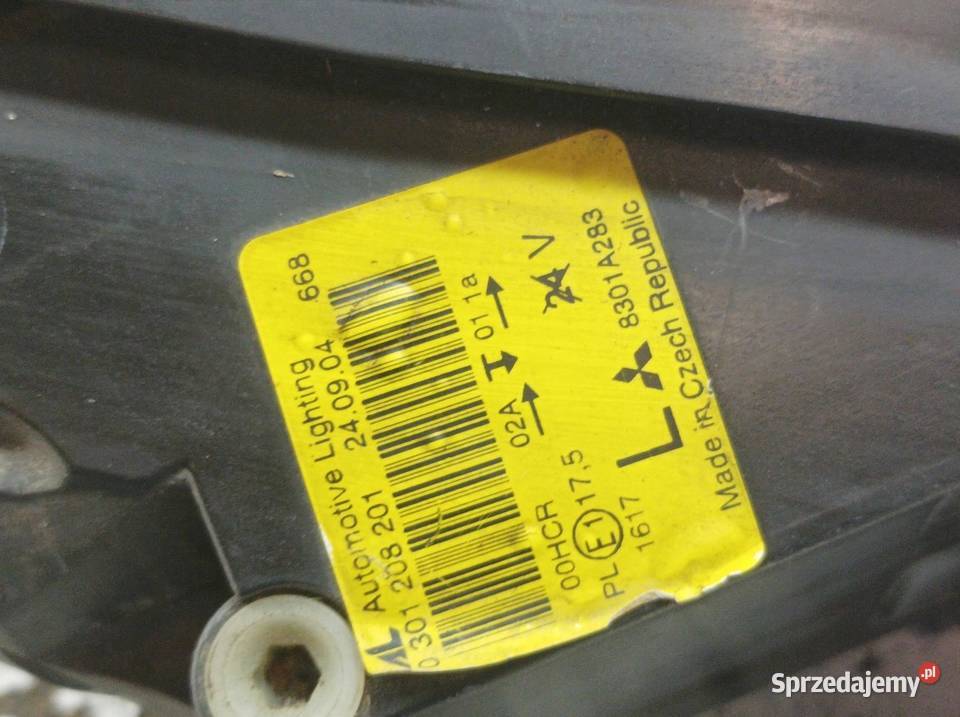 AL Automotive Lighting
0 301 208 201 24.09.04 668
00HCR 02A I 01 1a
PL E1 17,5
1617 24 V
L 8301A283
Made in Czech Republic
Sprzedajemy.pl